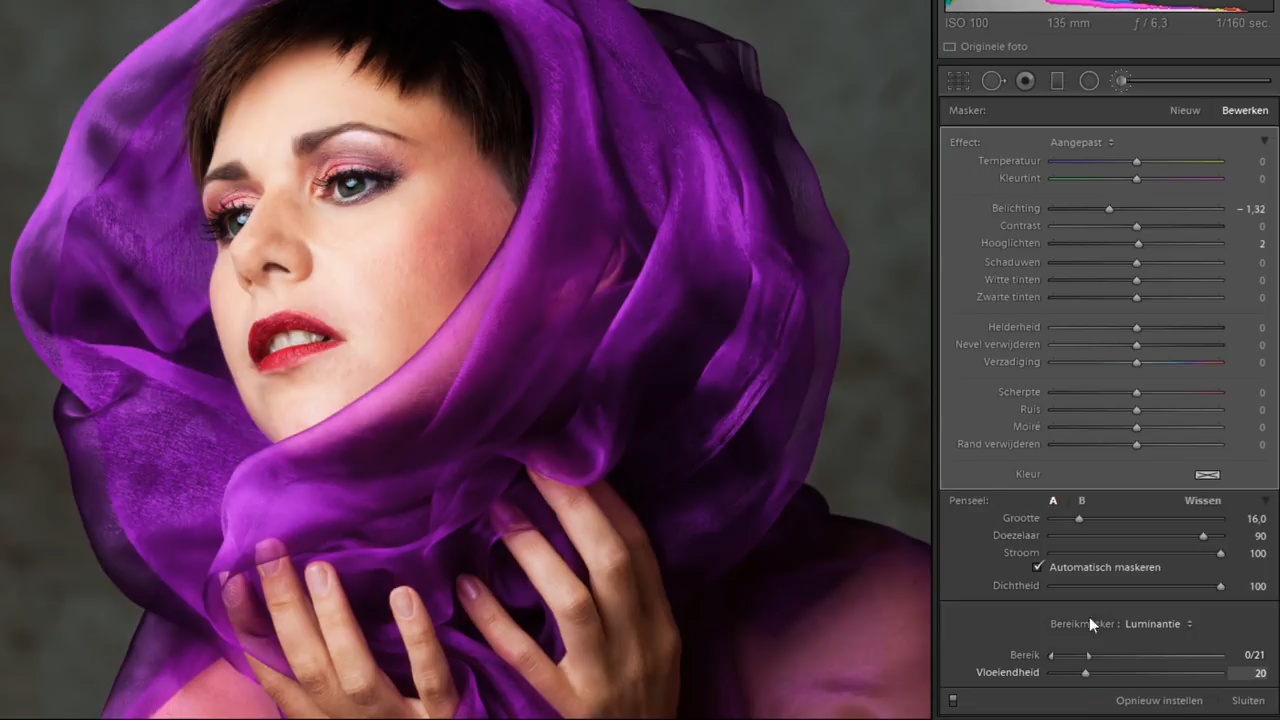 ISO 100 135 mm ƒ / 6,3 1/160 sec.
Originele foto
Masker: Nieuw Bewerken
Effect: Aangepast
Temperatuur 0
Kleurtint 0
Belichting – 1,32
Contrast 0
Hooglichten 2
Schaduwen 0
Witte tinten 0
Zwarte tinten 0
Helderheid 0
Nevel verwijderen 0
Verzadiging 0
Scherpte 0
Ruis 0
Moiré 0
Rand verwijderen 0
Kleur
Penseel: A B Wissen
Grootte 16,0
Doezelaar 90
Stroom 100
Automatisch maskeren
Dichtheid 100
Luminantie
Bereik 0/21
Vloeiendheid 20
Opnieuw instellen Sluiten